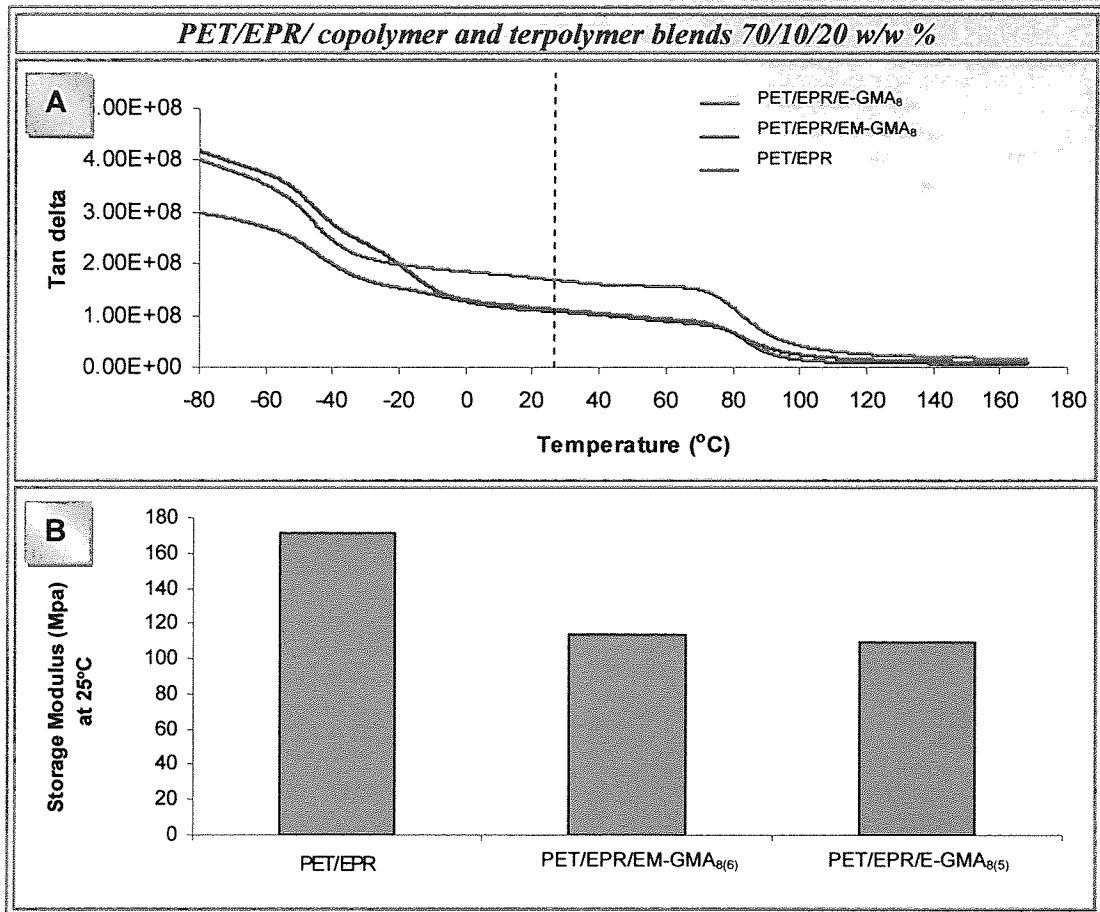 PET/EPR/ copolymer and terpolymer blends 70/10/20 w/w %
A
.00E+08
4.00E+08
3.00E+08
2.00E+08
1.00E+08
0.00E+00
Tan delta
PET/EPR/E-GMA₈
PET/EPR/EM-GMA₈
PET/EPR
-80 -60 -40 -20 0 20 40 60 80 100 120 140 160 180
Temperature (°C)
B
180
160
140
120
100
80
60
40
20
0
Storage Modulus (Mpa)
at 25°C
PET/EPR PET/EPR/EM-GMA₈₍₆₎ PET/EPR/E-GMA₈₍₅₎